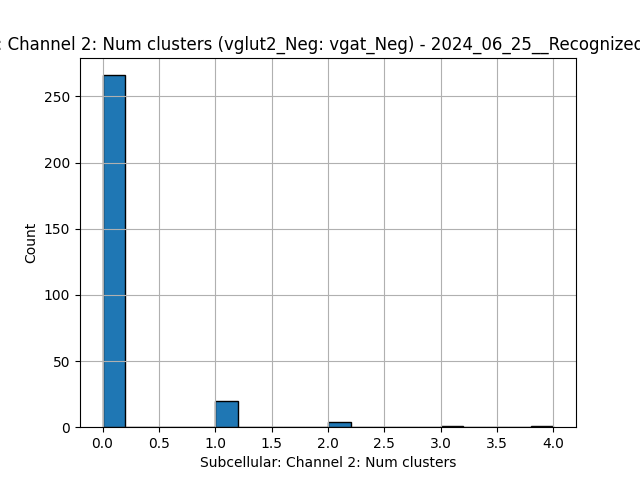 : Channel 2: Num clusters (vglut2_Neg: vgat_Neg) - 2024_06_25__Recognized
250
200
150
100
50
0
Count
0.0 0.5 1.0 1.5 2.0 2.5 3.0 3.5 4.0
Subcellular: Channel 2: Num clusters